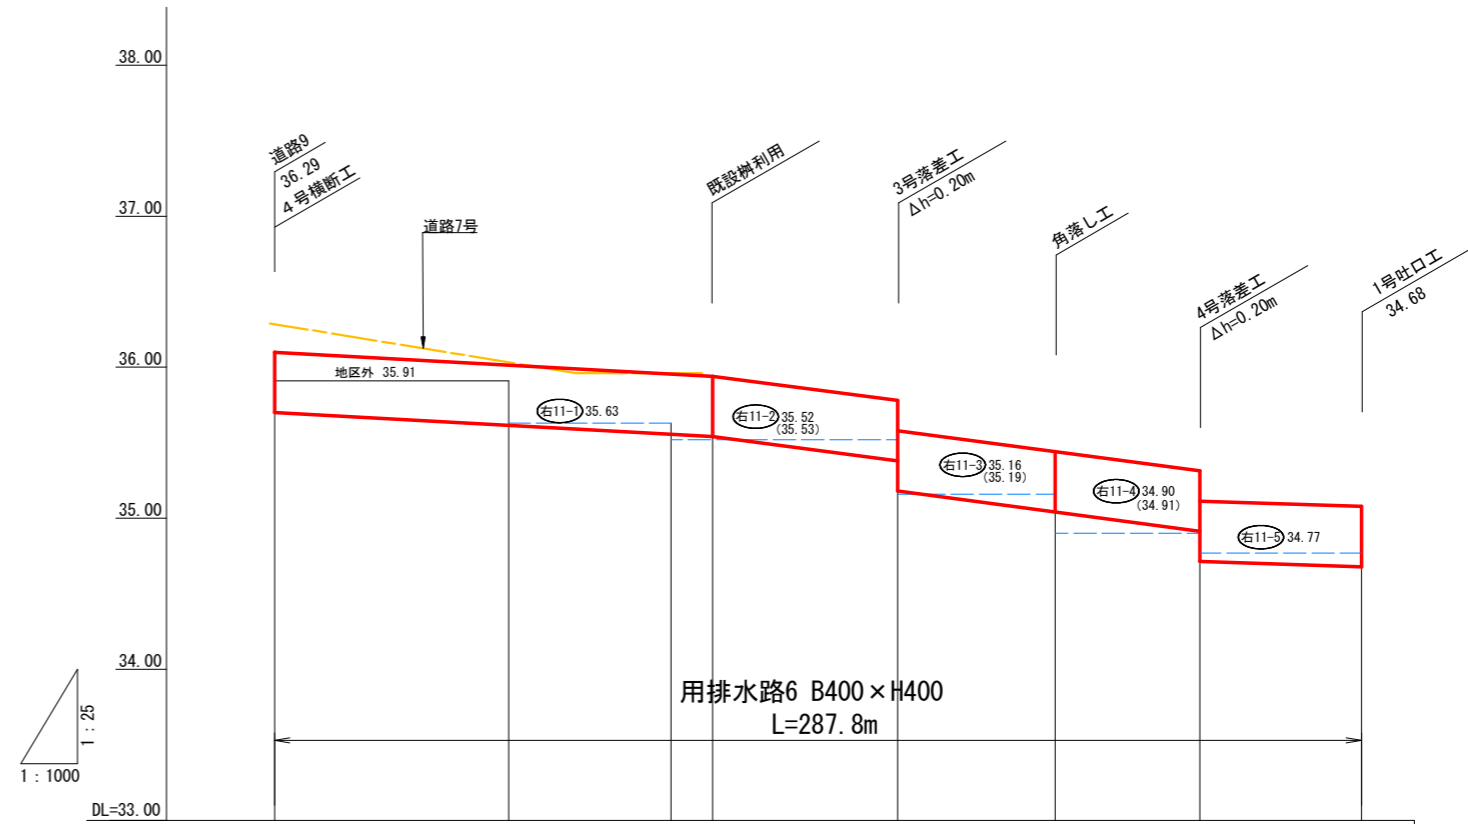 38.00
道路9
36.29
4号横断工
既設桝利用
3号落差工
Δh=0.20m
37.00
道路7号
角落し工
4号落差工
Δh=0.20m
1号吐口工
34.68
36.00
地区外 35.91
右11-1 35.63
右11-2 35.52
(35.53)
右11-3 35.16
(35.19)
右11-4 34.90
(34.91)
35.00
右11-5 34.77
34.00
用排水路6 B400×H400
L=287.8m
1:25
1:1000
DL=33.00